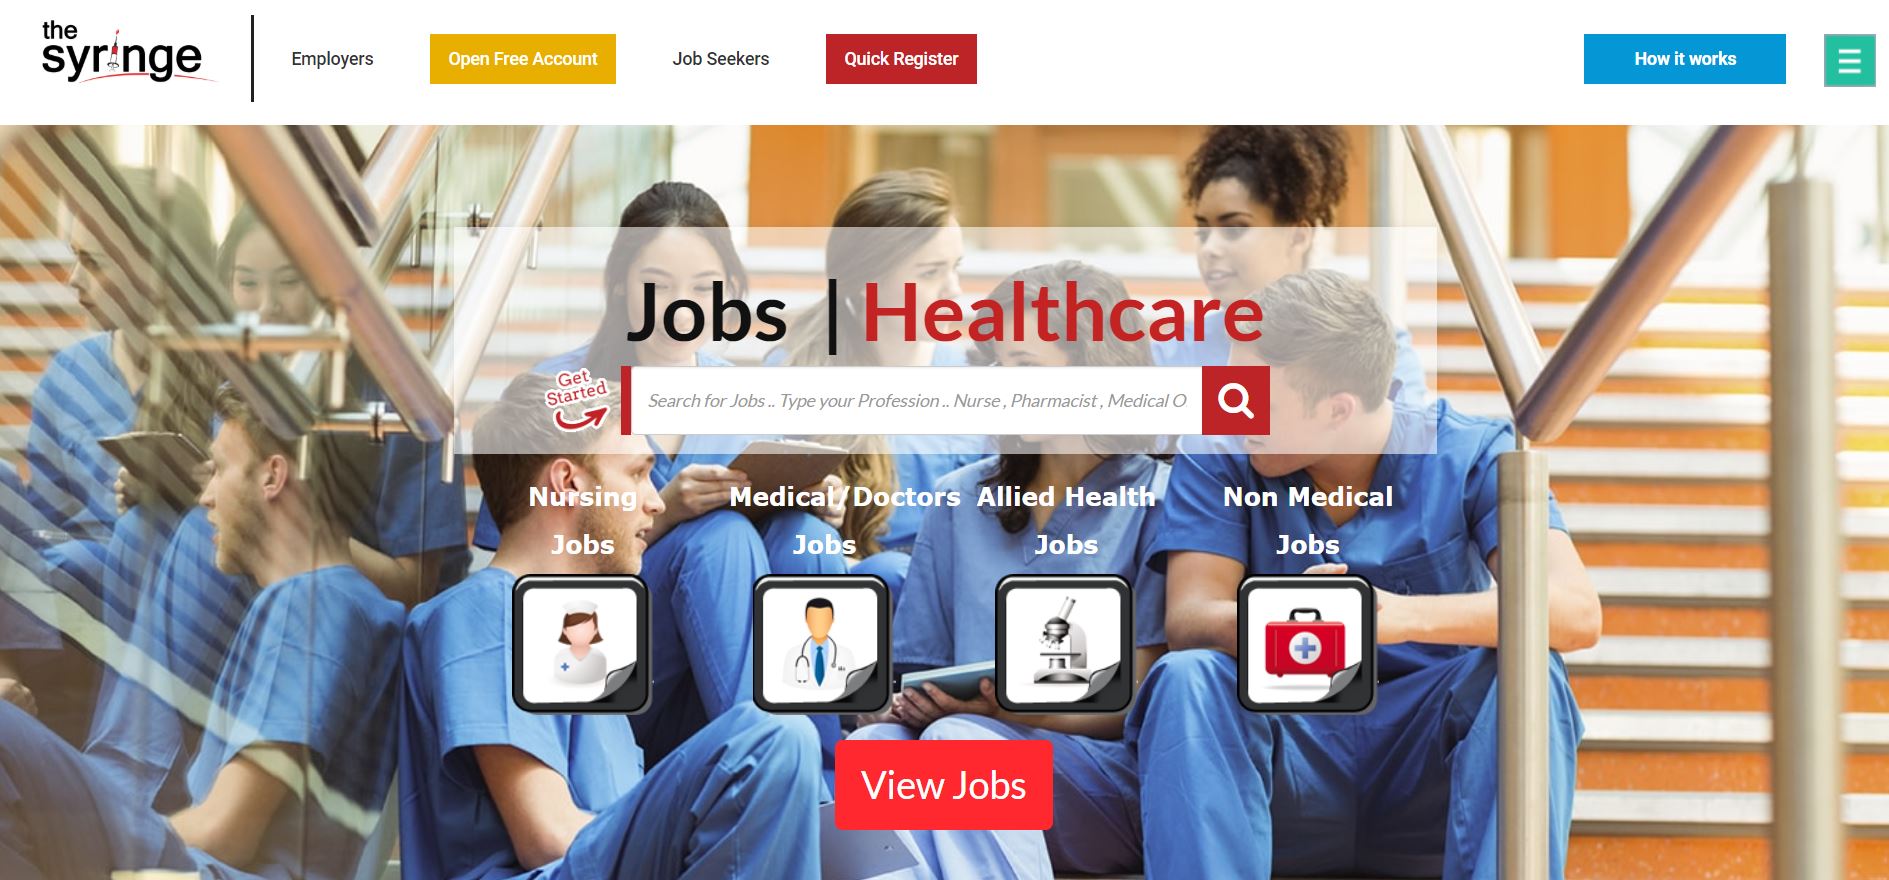 the
syringe
Employers
Open Free Account
Job Seekers
Quick Register
How it works
Jobs | Healthcare
Get
Started
Search for Jobs .. Type your Profession .. Nurse , Pharmacist , Medical O
Nursing
Jobs
Medical/Doctors
Jobs
Allied Health
Jobs
Non Medical
Jobs
View Jobs